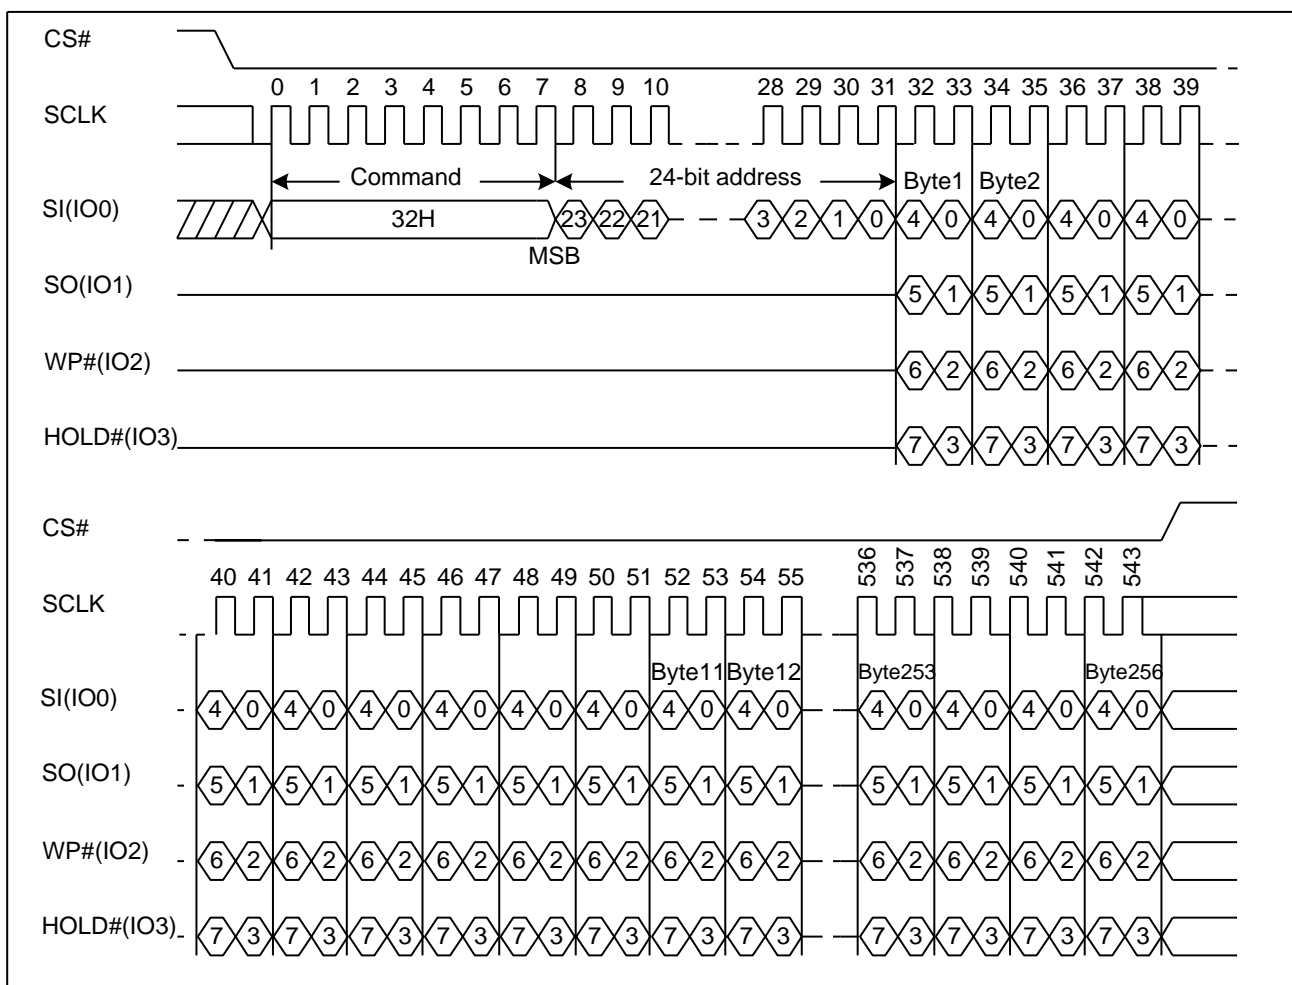 CS#
0 1 2 3 4 5 6 7 8 9 10 28 29 30 31 32 33 34 35 36 37 38 39
SCLK
Command 24-bit address Byte1 Byte2
SI(IO0) 32H 23 22 21 3 2 1 0 4 0 4 0 4 0 4 0
MSB
SO(IO1) 5 1 5 1 5 1 5 1
WP#(IO2) 6 2 6 2 6 2 6 2
HOLD#(IO3) 7 3 7 3 7 3 7 3
CS#
40 41 42 43 44 45 46 47 48 49 50 51 52 53 54 55 536 537 538 539 540 541 542 543
SCLK
Byte11 Byte12 Byte253 Byte256
SI(IO0) 4 0 4 0 4 0 4 0 4 0 4 0 4 0 4 0 4 0 4 0 4 0 4 0
SO(IO1) 5 1 5 1 5 1 5 1 5 1 5 1 5 1 5 1 5 1 5 1 5 1 5 1
WP#(IO2) 6 2 6 2 6 2 6 2 6 2 6 2 6 2 6 2 6 2 6 2 6 2 6 2
HOLD#(IO3) 7 3 7 3 7 3 7 3 7 3 7 3 7 3 7 3 7 3 7 3 7 3 7 3